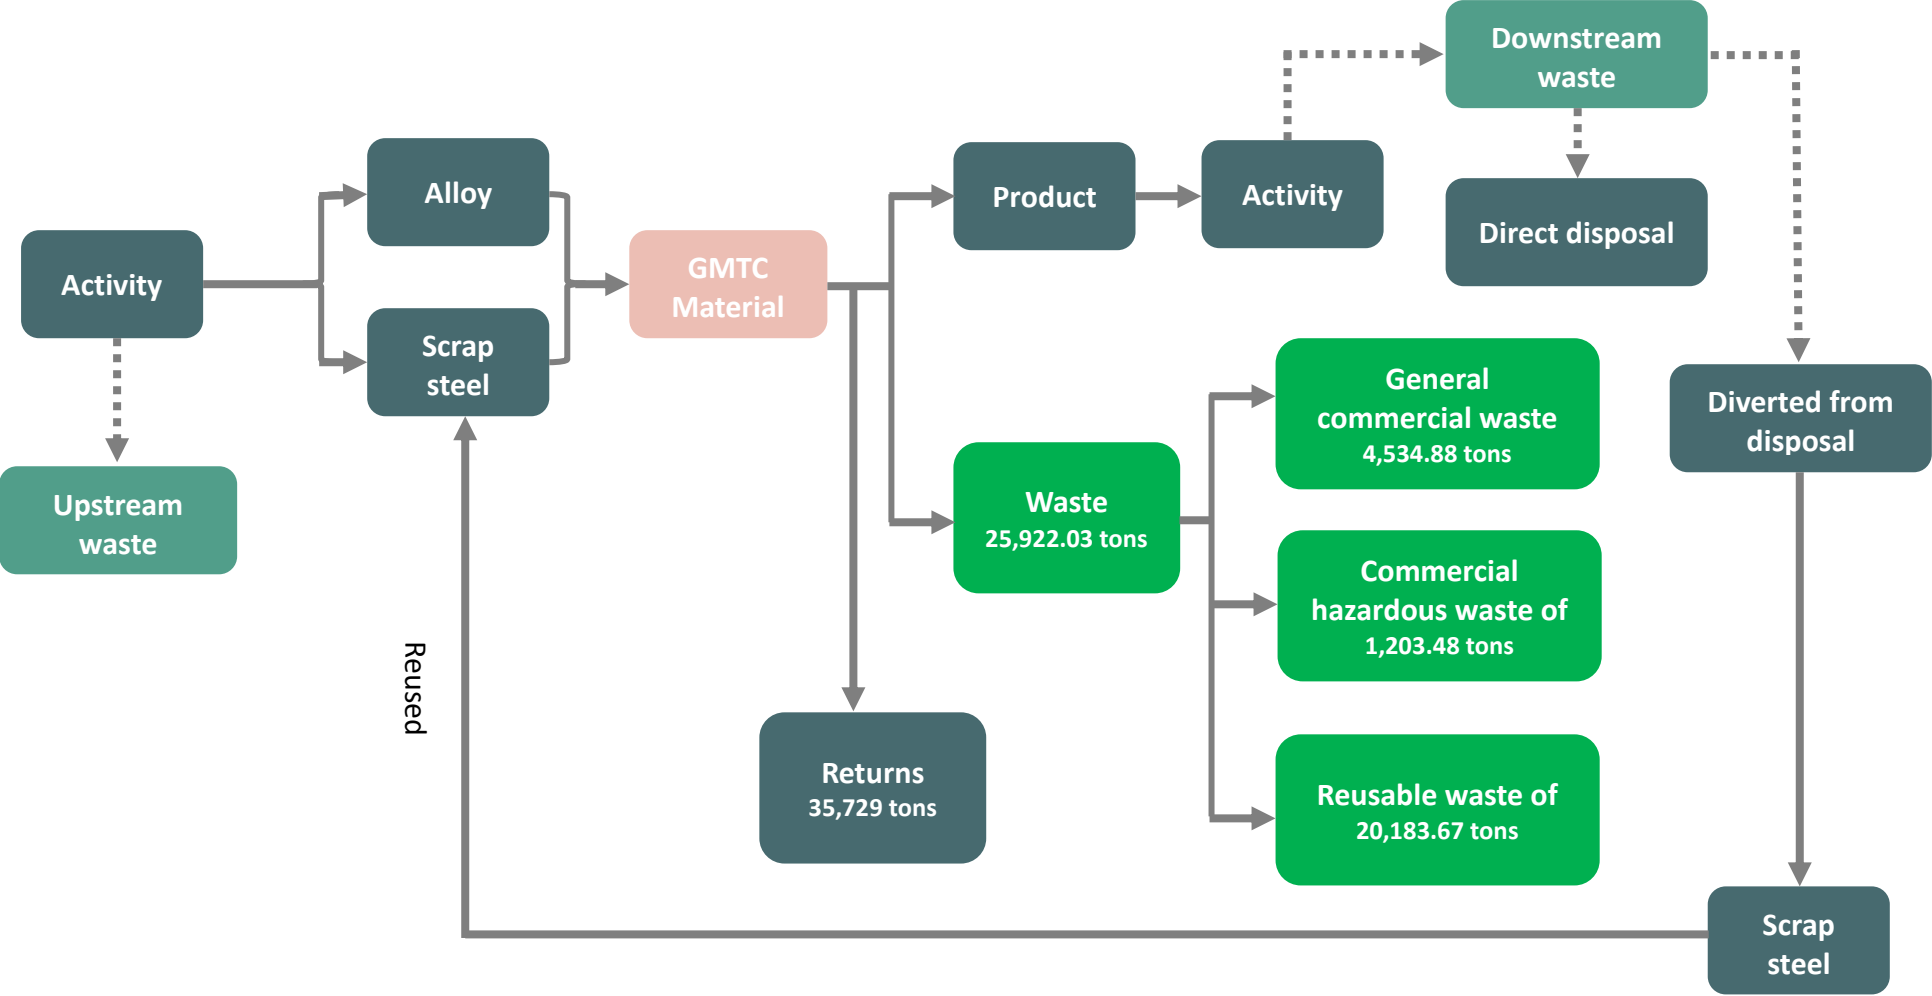 Activity
Upstream
waste
Alloy
Scrap
steel
GMTC
Material
Product
Activity
Downstream
waste
Direct disposal
Diverted from
disposal
Waste
25,922.03 tons
General
commercial waste
4,534.88 tons
Commercial
hazardous waste of
1,203.48 tons
Reusable waste of
20,183.67 tons
Returns
35,729 tons
Reused
Scrap
steel